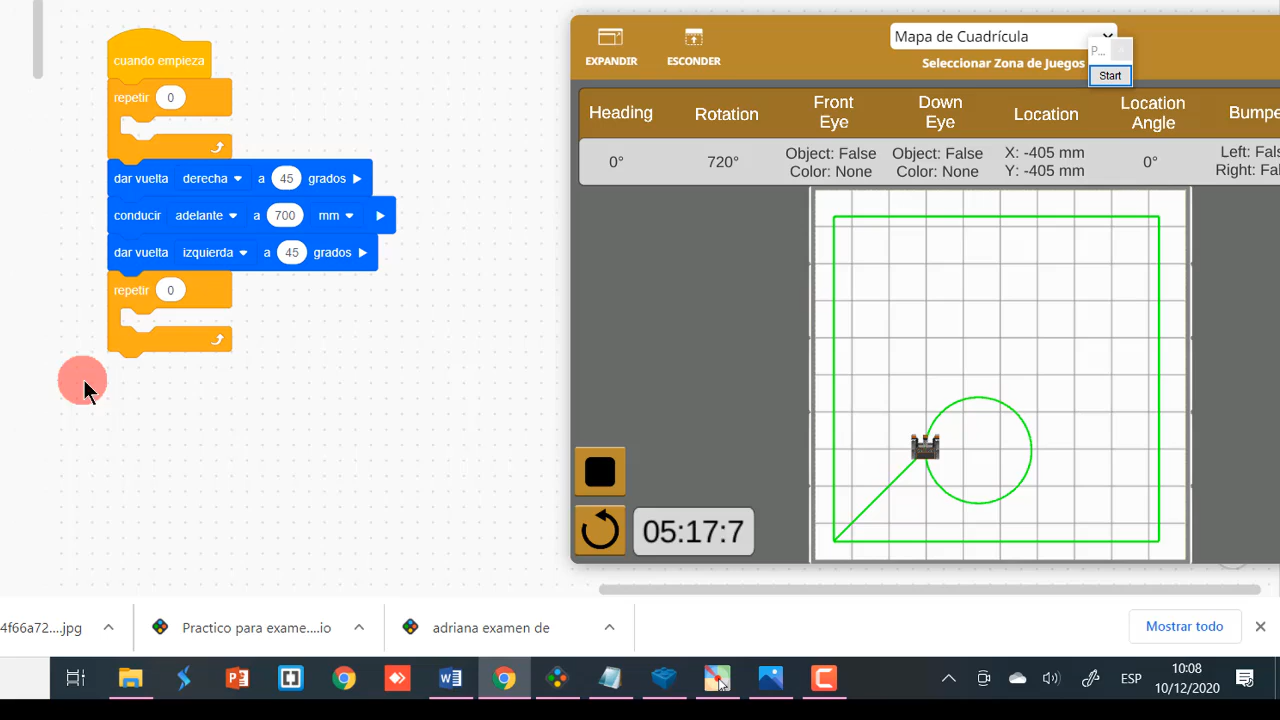 cuando empieza
repetir 0
dar vuelta derecha a 45 grados
conducir adelante a 700 mm
dar vuelta izquierda a 45 grados
repetir 0
EXPANDIR
ESCONDER
Mapa de Cuadrícula
Seleccionar Zona de Juegos
P...
Start
Heading
Rotation
Front Eye
Down Eye
Location
Location Angle
Bumpe
0°
720°
Object: False
Color: None
Object: False
Color: None
X: -405 mm
Y: -405 mm
0°
Left: Fals
Right: Fal
05:17:7
4f66a72....jpg
Practico para exame....io
adriana examen de
Mostrar todo
ESP
10:08
10/12/2020